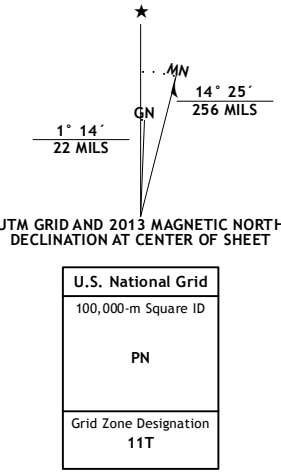 ★
MN
14° 25´
256 MILS
GN
1° 14´
22 MILS
UTM GRID AND 2013 MAGNETIC NORTH
DECLINATION AT CENTER OF SHEET
U.S. National Grid
100,000-m Square ID
PN
Grid Zone Designation
11T